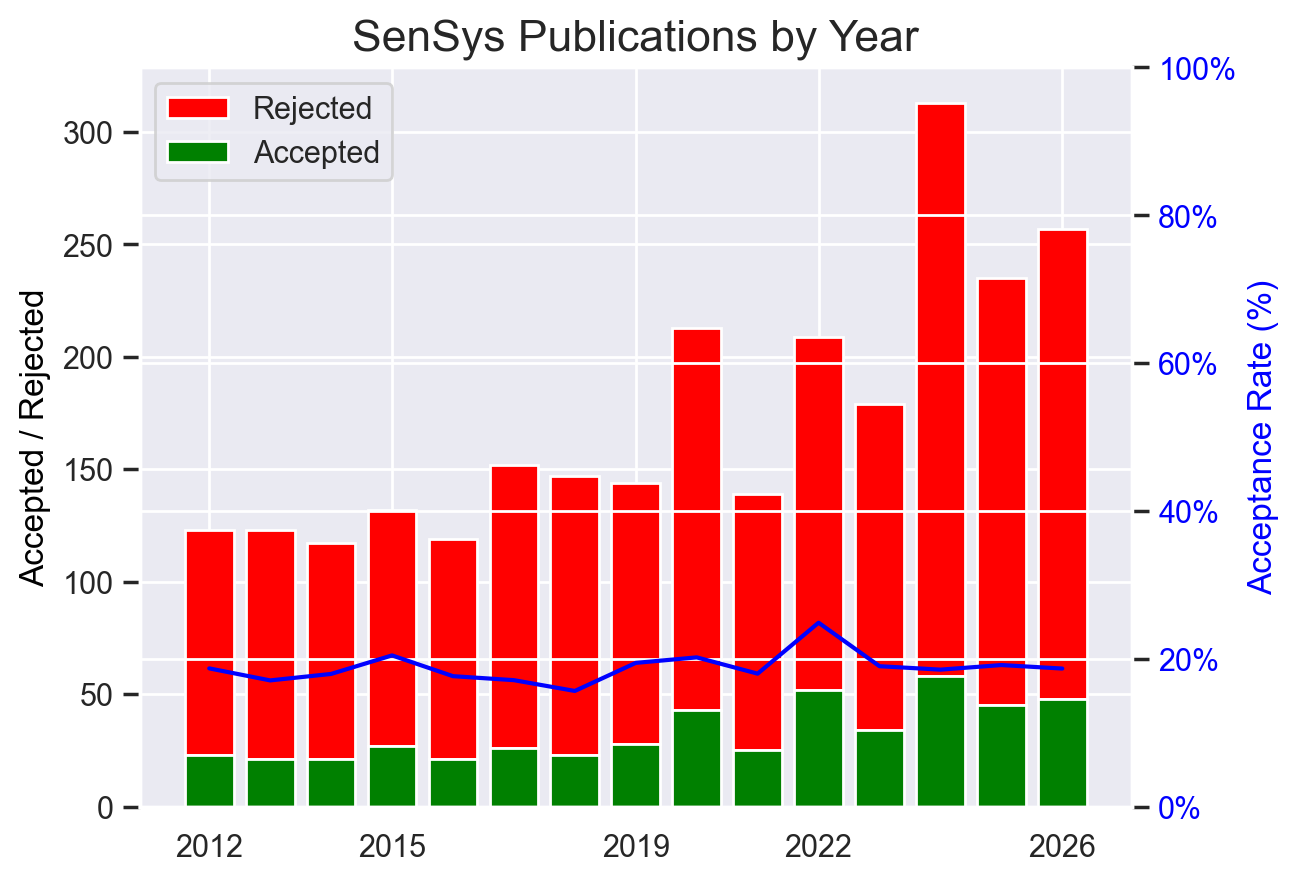 SenSys Publications by Year
Rejected
Accepted
Accepted / Rejected
300
250
200
150
100
50
0
100%
80%
60%
40%
20%
0%
Acceptance Rate (%)
2012 2015 2019 2022 2026